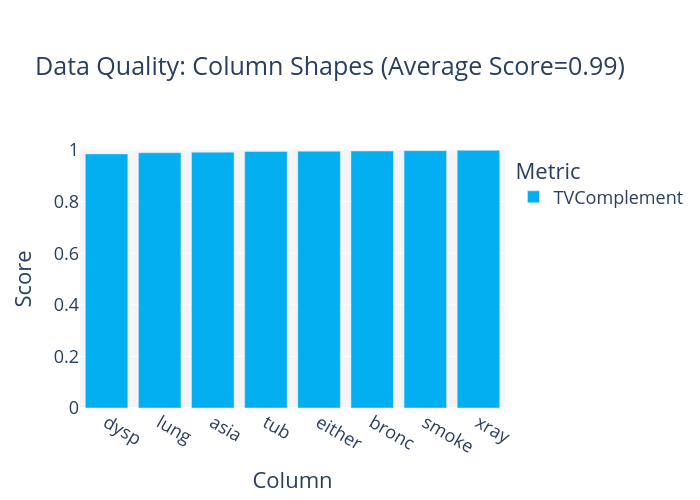 Data Quality: Column Shapes (Average Score=0.99)
1
0.8
0.6
0.4
0.2
0
Score
Metric
TVComplement
dysp
lung
asia
tub
either
bronc
smoke
xray
Column